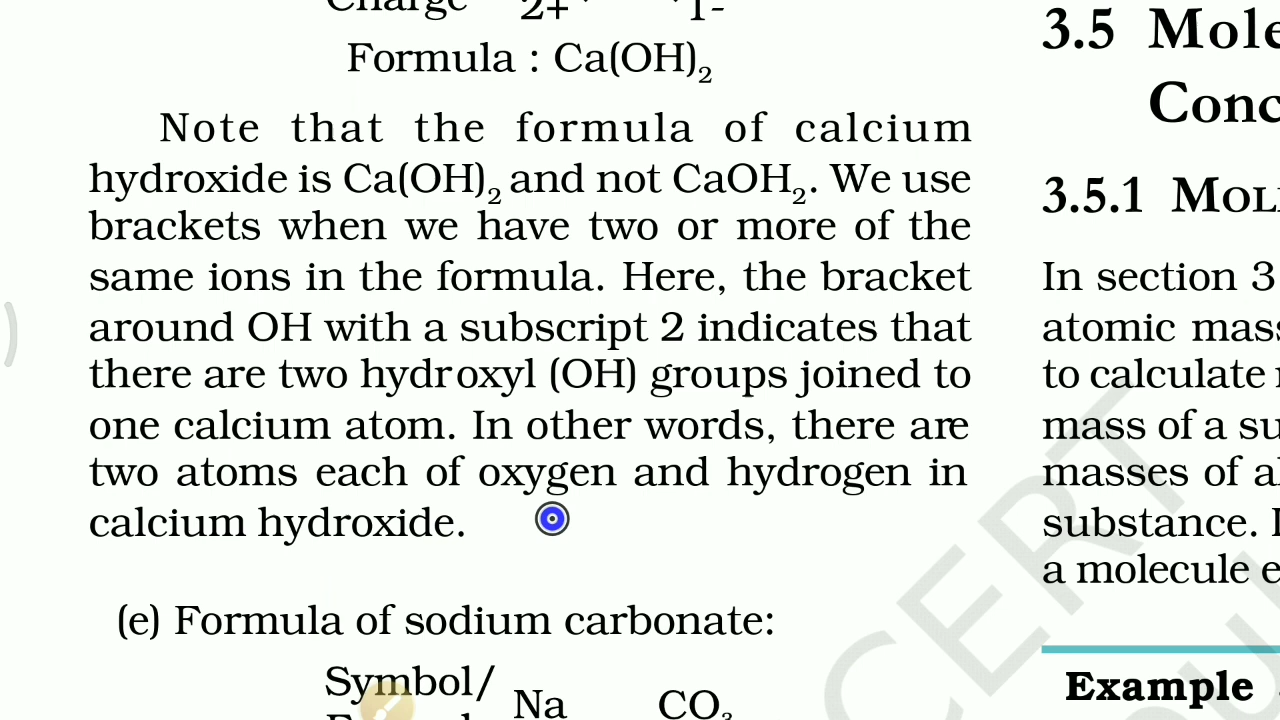 Charge 2+ 1-
Formula : Ca(OH)₂
Note that the formula of calcium
hydroxide is Ca(OH)₂ and not CaOH₂. We use
brackets when we have two or more of the
same ions in the formula. Here, the bracket
around OH with a subscript 2 indicates that
there are two hydroxyl (OH) groups joined to
one calcium atom. In other words, there are
two atoms each of oxygen and hydrogen in
calcium hydroxide.
(e) Formula of sodium carbonate:
Symbol/
Na CO₃
3.5
3.5.1
In section 3
atomic
to calculate
mass of a
masses of
substance.
a molecule
Example